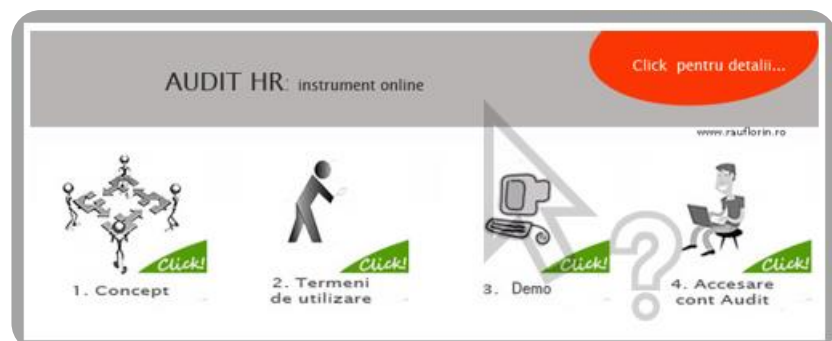 AUDIT HR: instrument online
Click pentru detalii...
www.rauflorin.ro
Click!
1. Concept
Click!
2. Termeni
de utilizare
Click!
3. Demo
Click!
4. Accesare
cont Audit
?